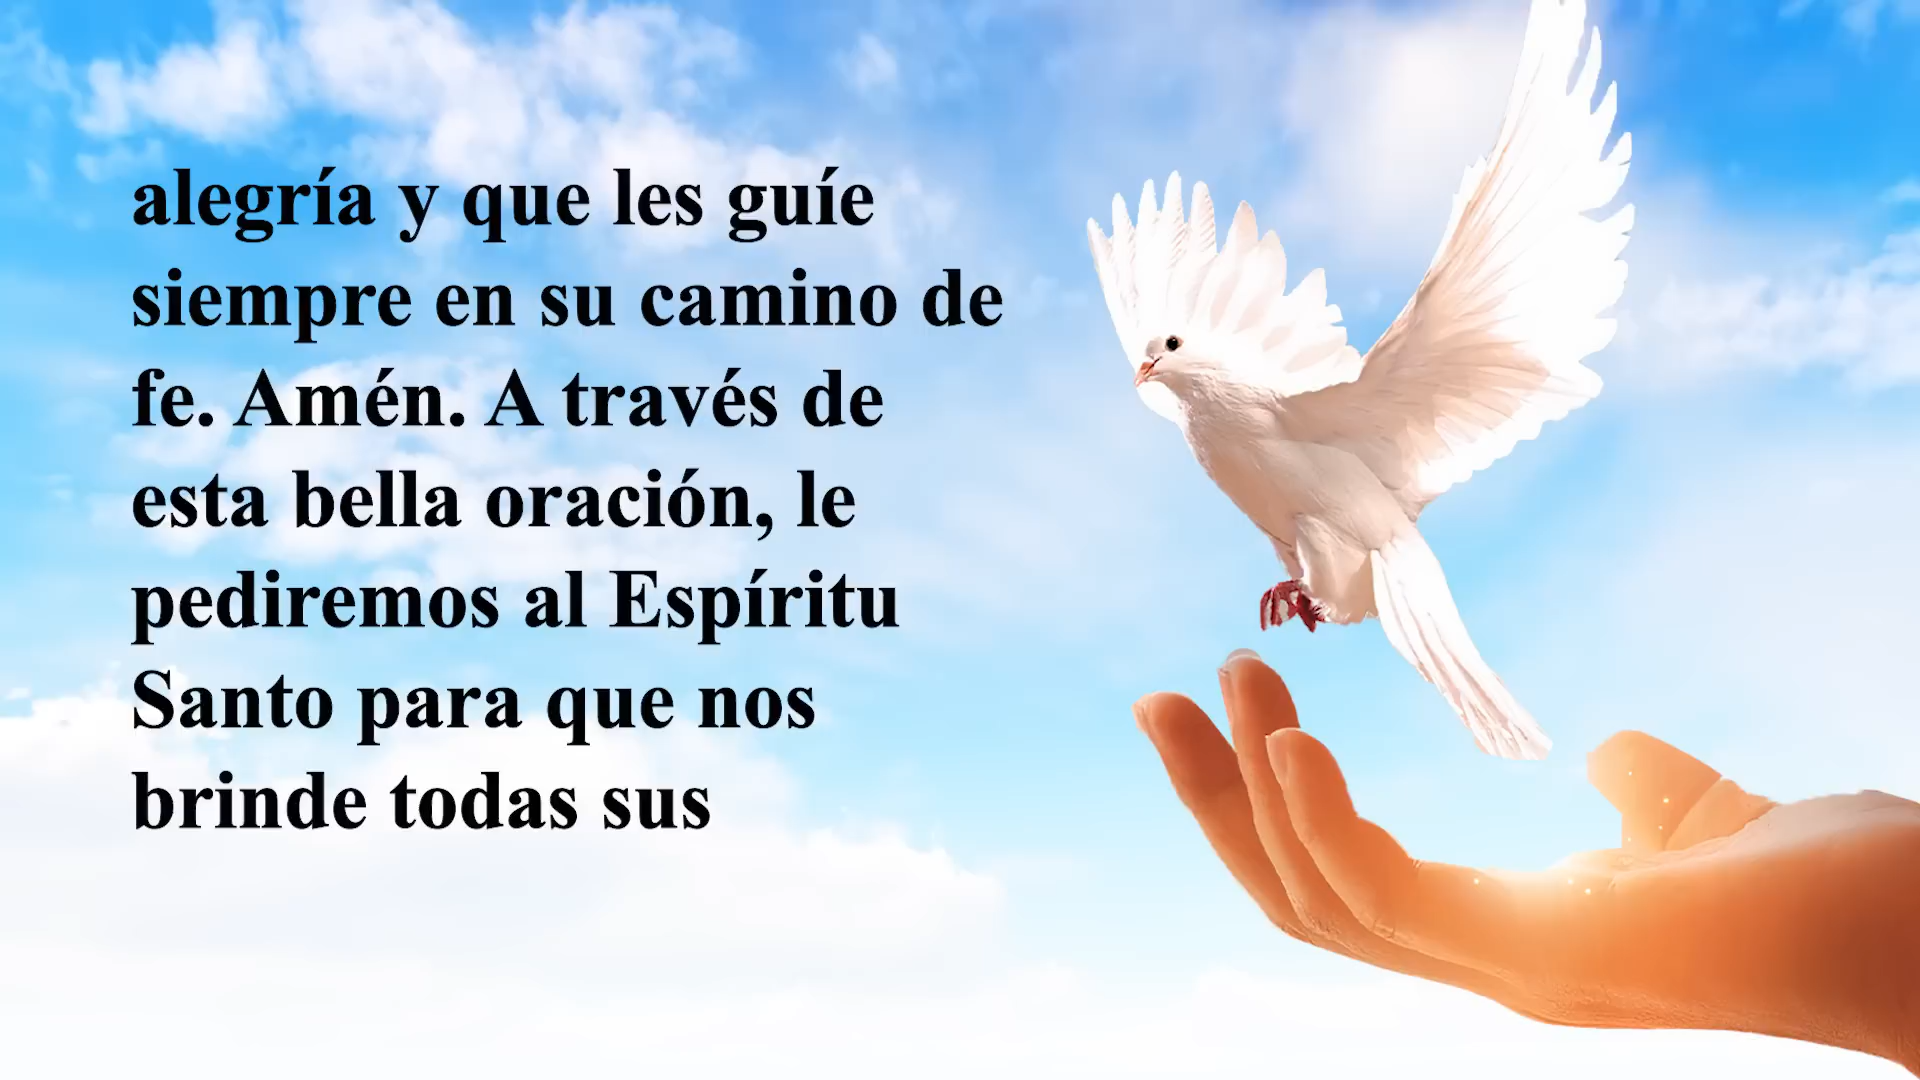 alegría y que les guíe
siempre en su camino de
fe. Amén. A través de
esta bella oración, le
pediremos al Espíritu
Santo para que nos
brinde todas sus